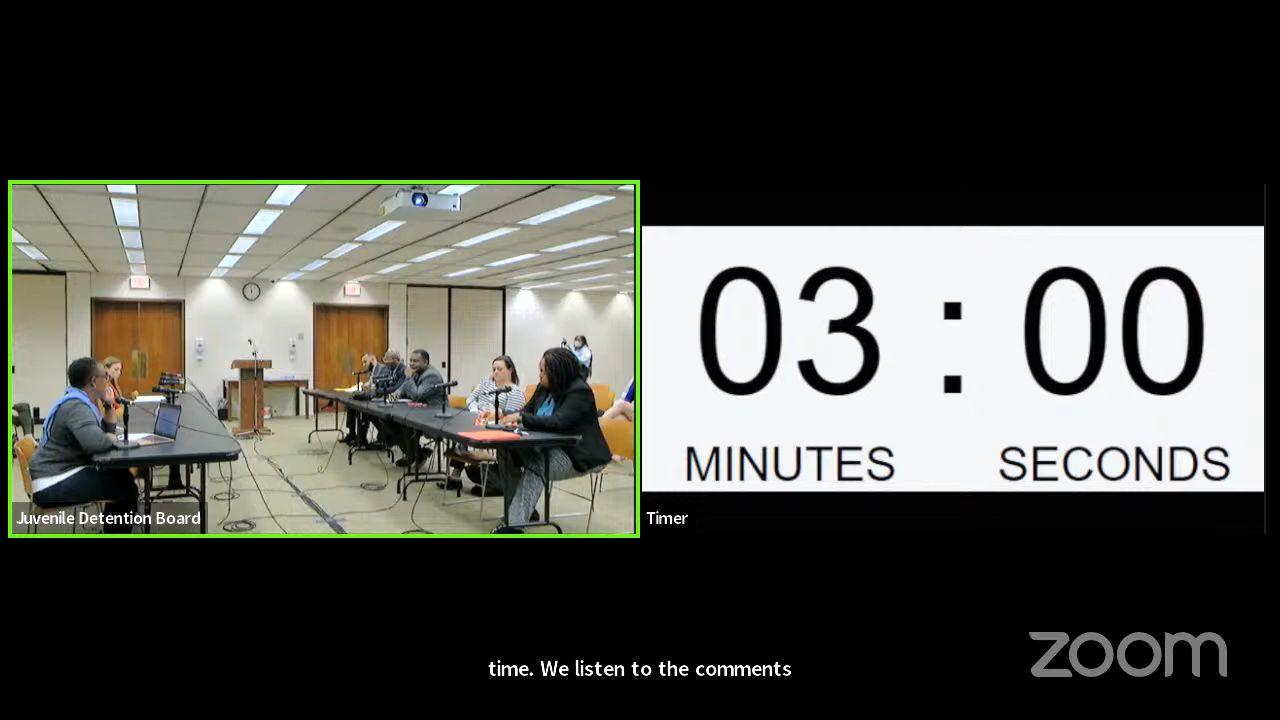 03 : 00
MINUTES SECONDS
Juvenile Detention Board
Timer
time. We listen to the comments
zoom